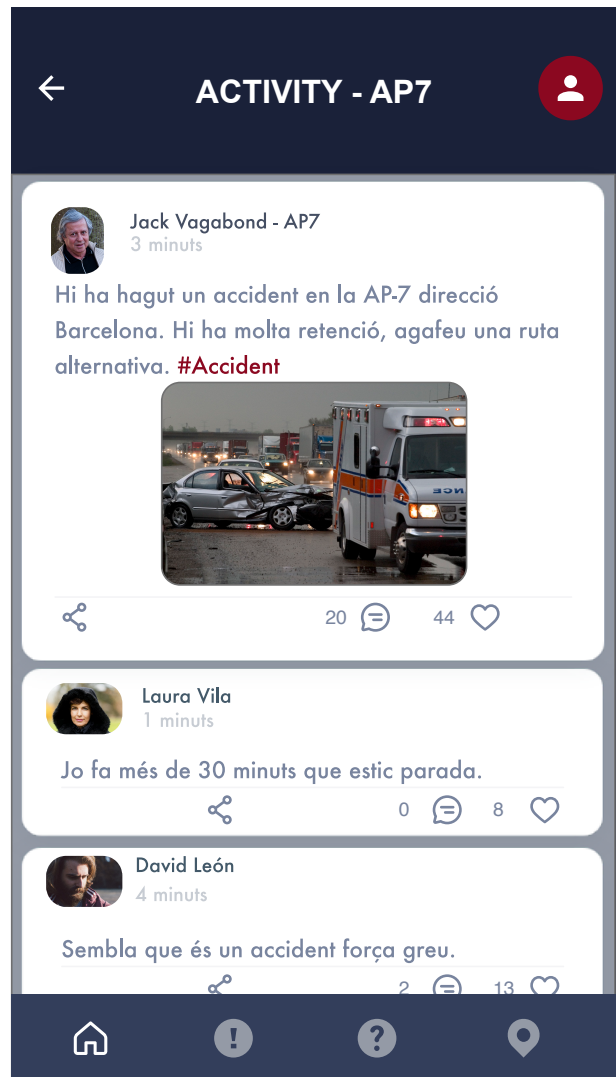 ACTIVITY - AP7
Jack Vagabond - AP7
3 minuts
Hi ha hagut un accident en la AP-7 direcció
Barcelona. Hi ha molta retenció, agafeu una ruta
alternativa. #Accident
20 44
Laura Vila
1 minuts
Jo fa més de 30 minuts que estic parada.
0 8
David León
4 minuts
Sembla que és un accident força greu.
2 13